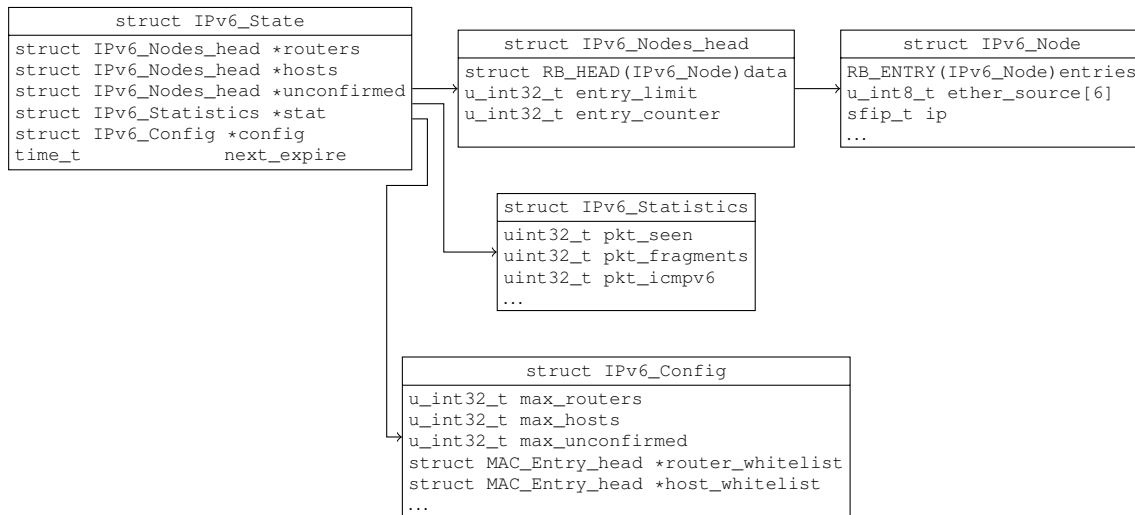 struct IPv6_State
struct IPv6_Nodes_head *routers
struct IPv6_Nodes_head *hosts
struct IPv6_Nodes_head *unconfirmed
struct IPv6_Statistics *stat
struct IPv6_Config *config
time_t next_expire
struct IPv6_Nodes_head
struct RB_HEAD(IPv6_Node)data
u_int32_t entry_limit
u_int32_t entry_counter
struct IPv6_Node
RB_ENTRY(IPv6_Node)entries
u_int8_t ether_source[6]
sfip_t ip
...
struct IPv6_Statistics
uint32_t pkt_seen
uint32_t pkt_fragments
uint32_t pkt_icmpv6
...
struct IPv6_Config
u_int32_t max_routers
u_int32_t max_hosts
u_int32_t max_unconfirmed
struct MAC_Entry_head *router_whitelist
struct MAC_Entry_head *host_whitelist
...